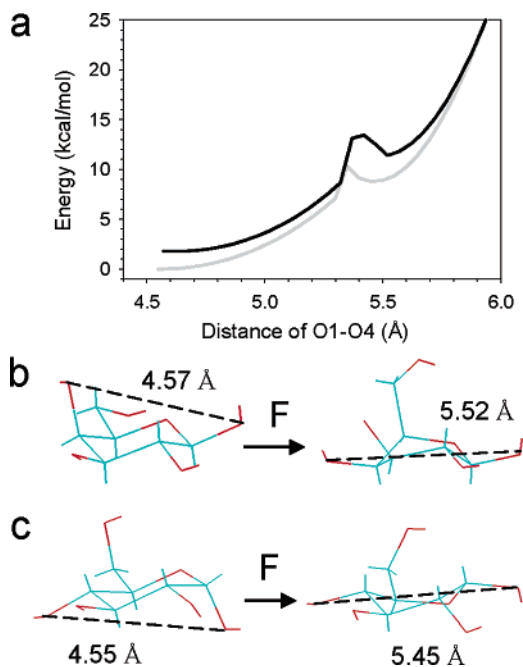 a
Energy (kcal/mol)
25
20
15
10
5
0
4.5 5.0 5.5 6.0
Distance of O1-O4 (Å)
b
4.57 Å
F
5.52 Å
c
F
4.55 Å
5.45 Å